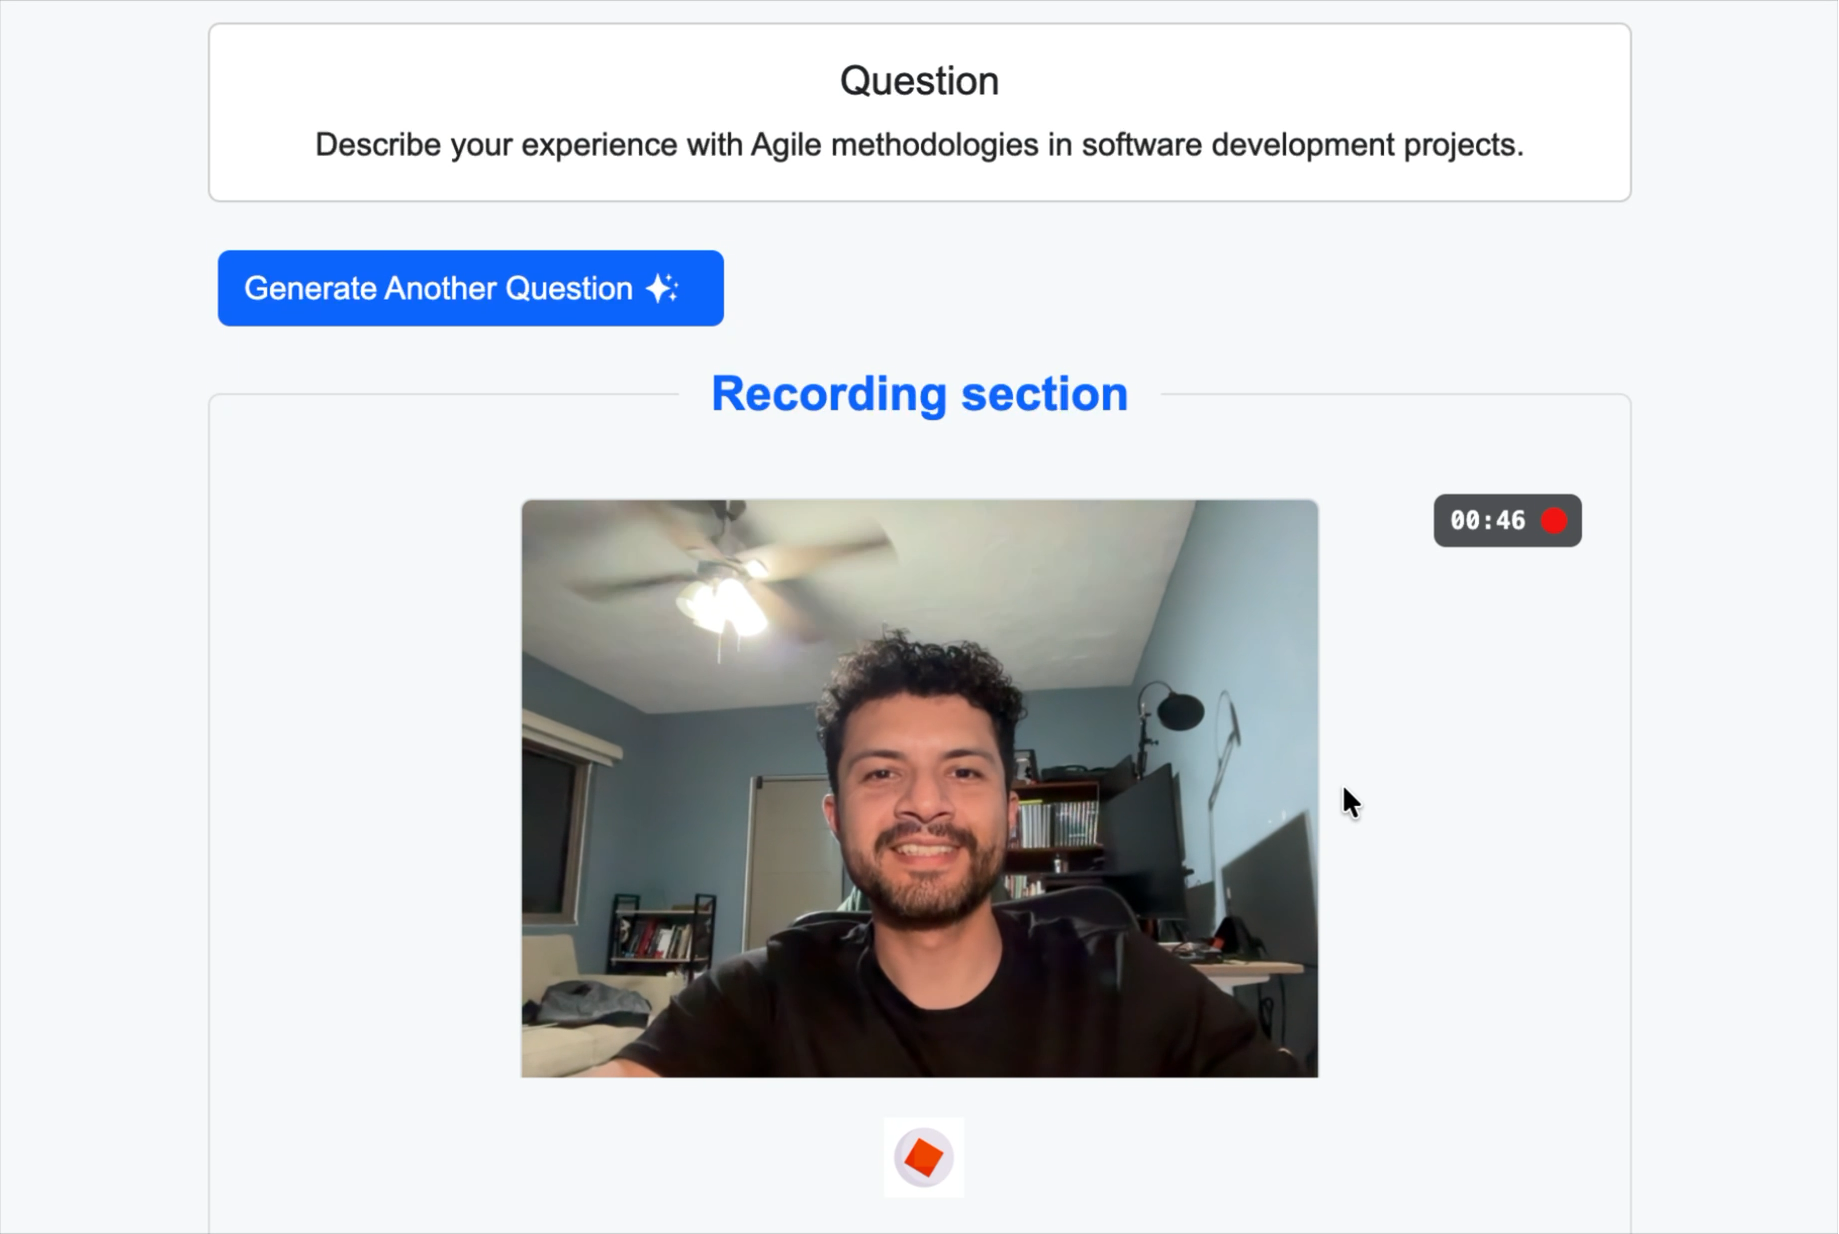 Question
Describe your experience with Agile methodologies in software development projects.
Generate Another Question
Recording section
00:46